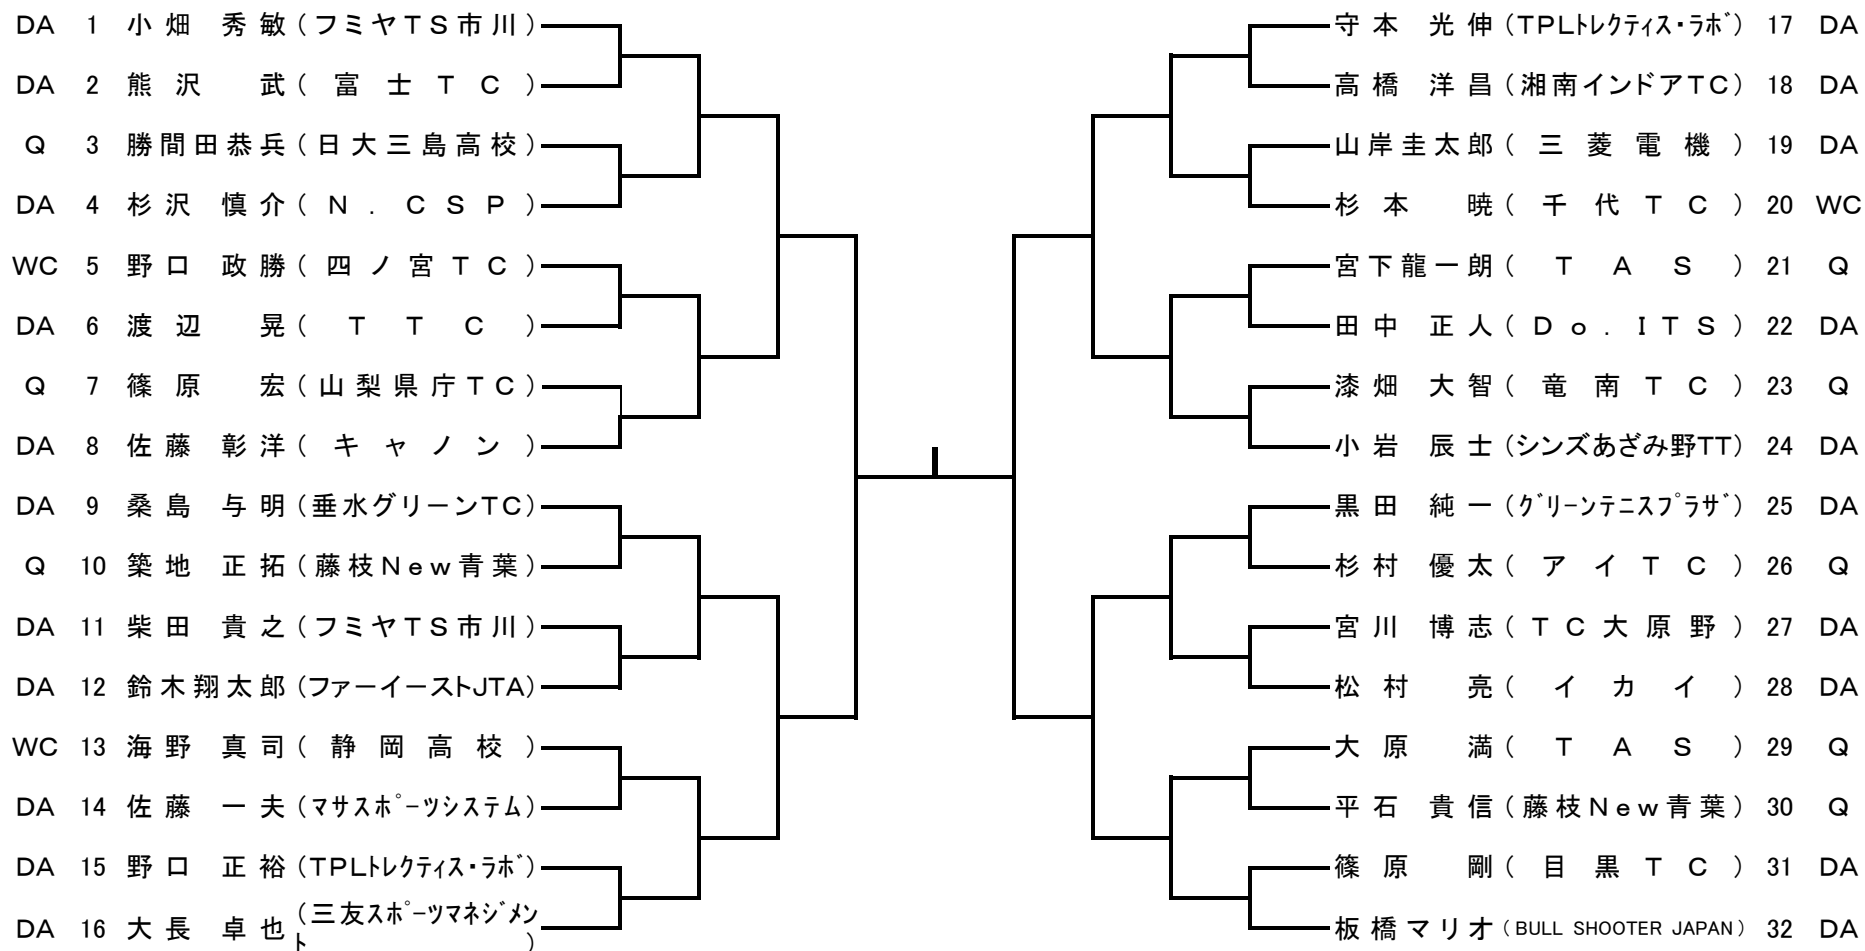 DA 1 小畑 秀敏(フミヤTS市川)
DA 2 熊沢 武(富士TC)
Q 3 勝間田恭兵(日大三島高校)
DA 4 杉沢 慎介(N.CSP)
WC 5 野口 政勝(四ノ宮TC)
DA 6 渡辺 晃(TTC)
Q 7 篠原 宏(山梨県庁TC)
DA 8 佐藤 彰洋(キャノン)
DA 9 桑島 与明(垂水グリーンTC)
Q 10 築地 正拓(藤枝New青葉)
DA 11 柴田 貴之(フミヤTS市川)
DA 12 鈴木翔太郎(ファーイーストJTA)
WC 13 海野 真司(静岡高校)
DA 14 佐藤 一夫(マサスポーツシステム)
DA 15 野口 正裕(TPLトレクティス・ラボ)
DA 16 大長 卓也(三友スポーツマネジメン
ト)
守本 光伸(TPLトレクティス・ラボ) 17 DA
高橋 洋昌(湘南インドアTC) 18 DA
山岸圭太郎(三菱電機) 19 DA
杉本 暁(千代TC) 20 WC
宮下龍一朗(TAS) 21 Q
田中 正人(Do.ITS) 22 DA
漆畑 大智(竜南TC) 23 Q
小岩 辰士(シンズあざみ野TT) 24 DA
黒田 純一(グリーンテニスプラザ) 25 DA
杉村 優太(アイTC) 26 Q
宮川 博志(TC大原野) 27 DA
松村 亮(イカイ) 28 DA
大原 満(TAS) 29 Q
平石 貴信(藤枝New青葉) 30 Q
篠原 剛(目黒TC) 31 DA
板橋マリオ(BULL SHOOTER JAPAN) 32 DA